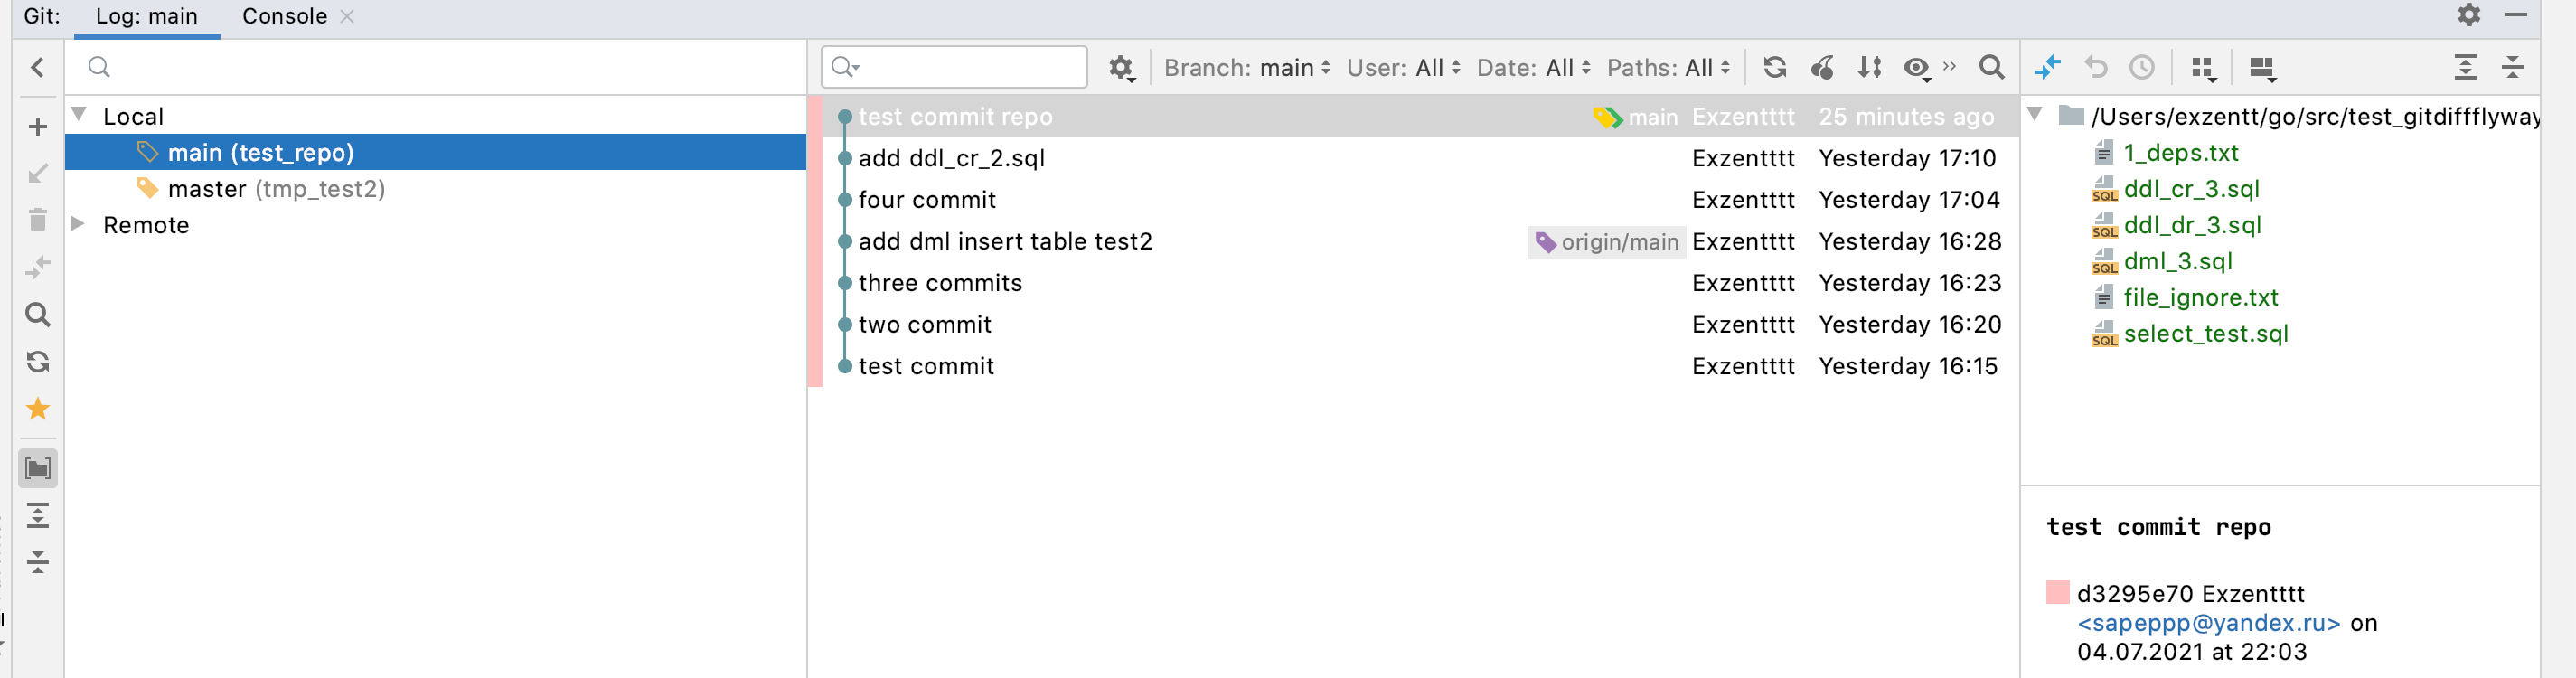 Git: Log: main Console
Branch: main User: All Date: All Paths: All
Local
main (test_repo)
master (tmp_test2)
Remote
test commit repo main Exzentttt 25 minutes ago
add ddl_cr_2.sql Exzentttt Yesterday 17:10
four commit Exzentttt Yesterday 17:04
add dml insert table test2 origin/main Exzentttt Yesterday 16:28
three commits Exzentttt Yesterday 16:23
two commit Exzentttt Yesterday 16:20
test commit Exzentttt Yesterday 16:15
/Users/exzentt/go/src/test_gitdiffflyway
1_deps.txt
SQL ddl_cr_3.sql
SQL ddl_dr_3.sql
SQL dml_3.sql
file_ignore.txt
SQL select_test.sql
test commit repo
d3295e70 Exzentttt
<sapeppp@yandex.ru> on
04.07.2021 at 22:03